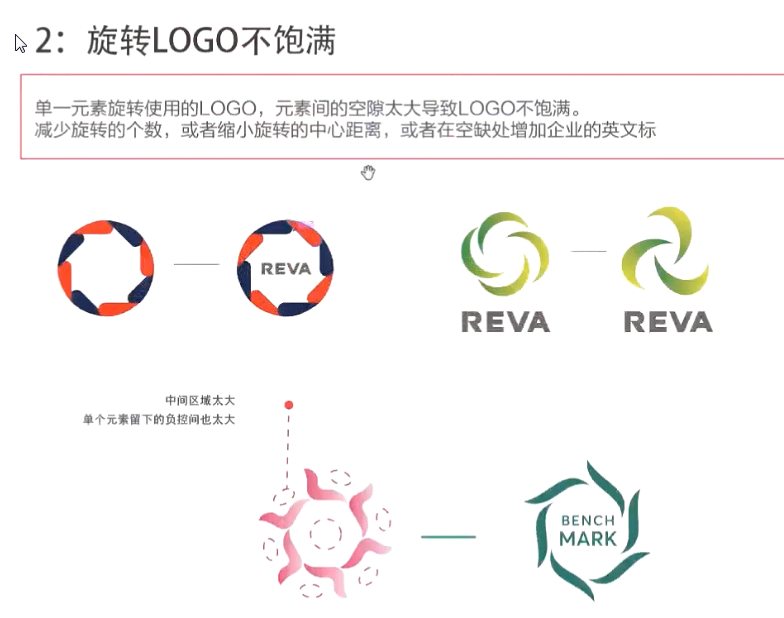 2：旋转LOGO不饱满
单一元素旋转使用的LOGO，元素间的空隙太大导致LOGO不饱满。
减少旋转的个数，或者缩小旋转的中心距离，或者在空缺处增加企业的英文标
REVA
REVA
REVA
中间区域太大
单个元素留下的负控间也太大
BENCH
MARK